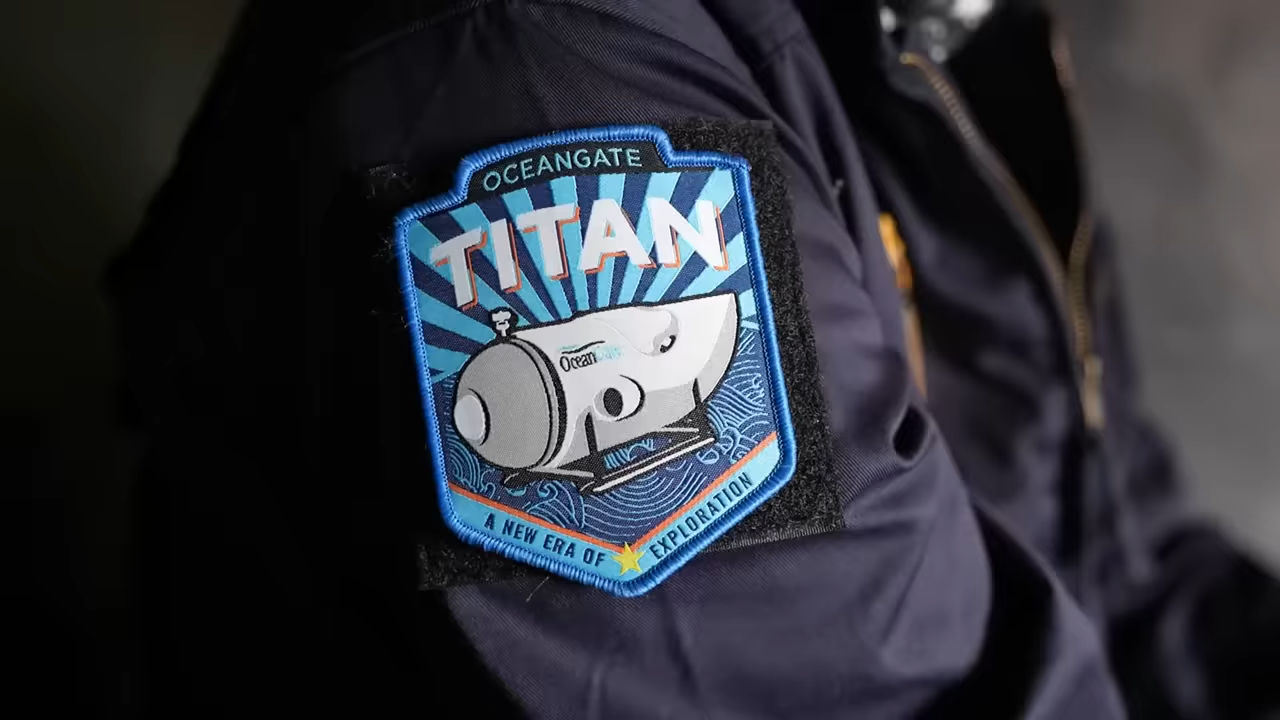 OCEANGATE
TITAN
OceanGate
A NEW ERA OF
EXPLORATION